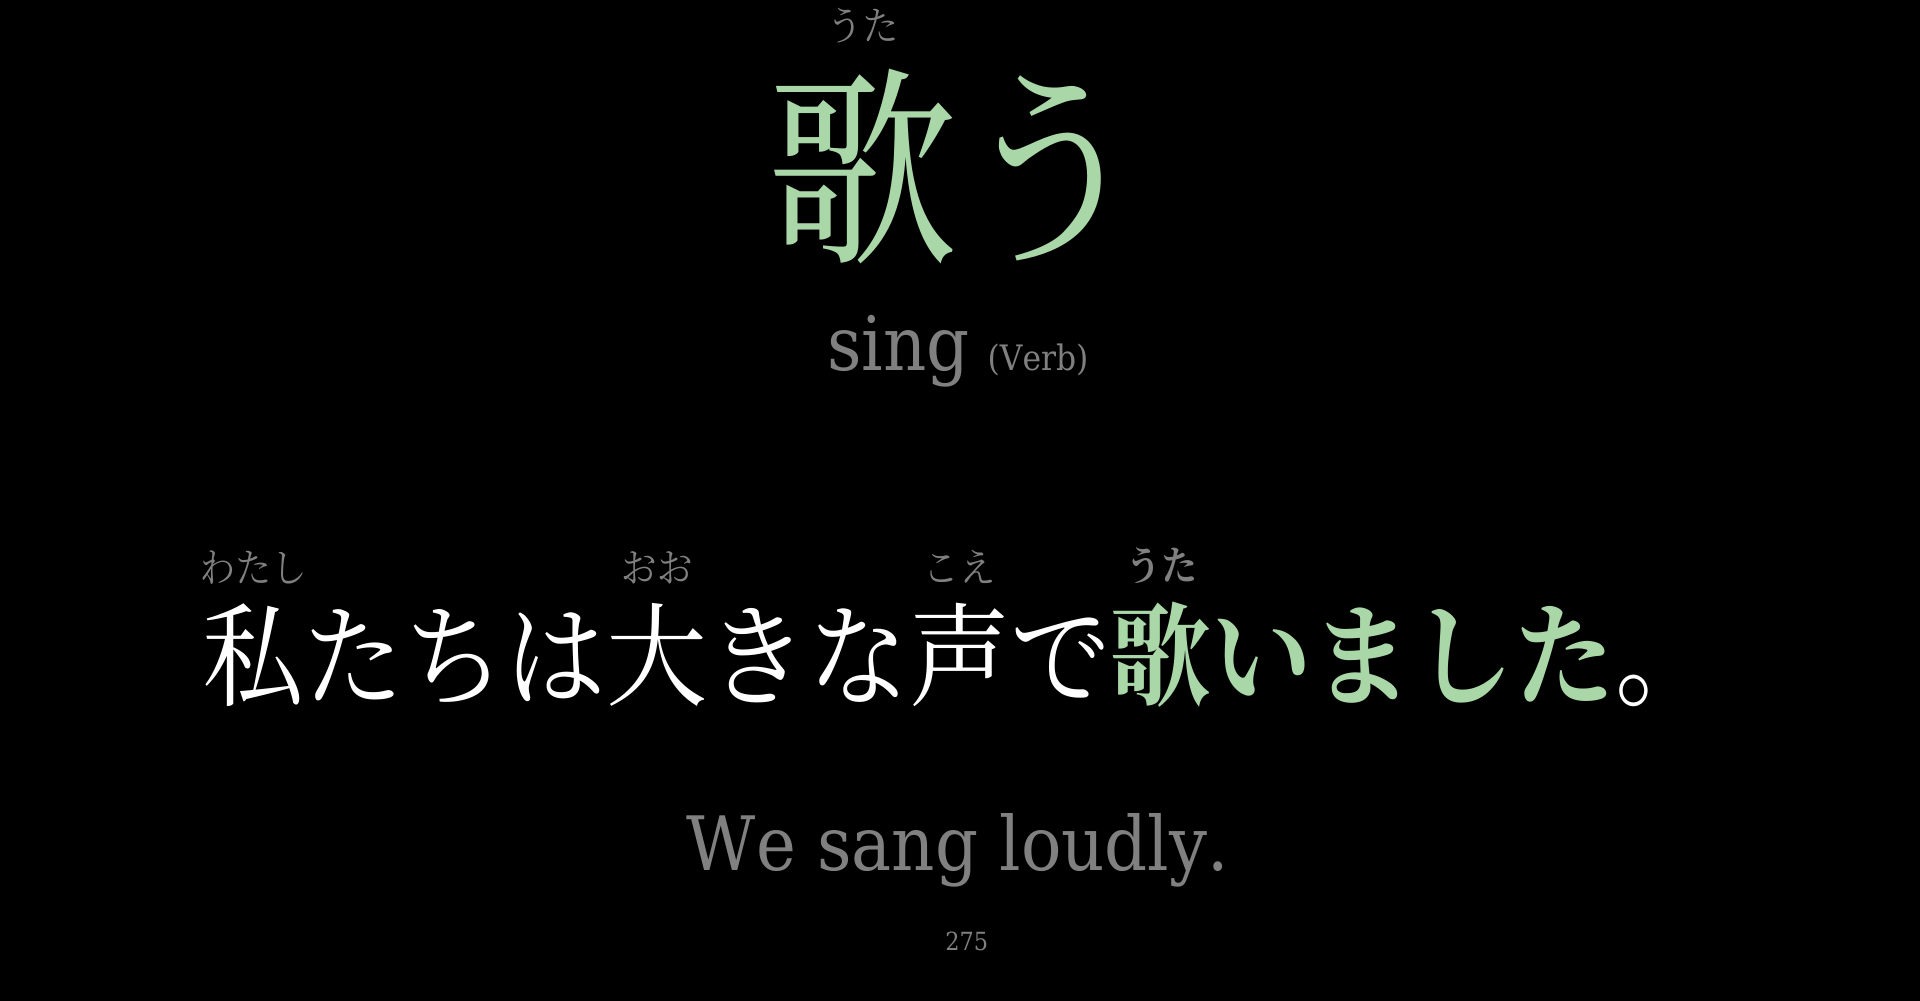 うた
歌う
sing (Verb)
わたし おお こえ うた
私たちは大きな声で歌いました。
We sang loudly.
275